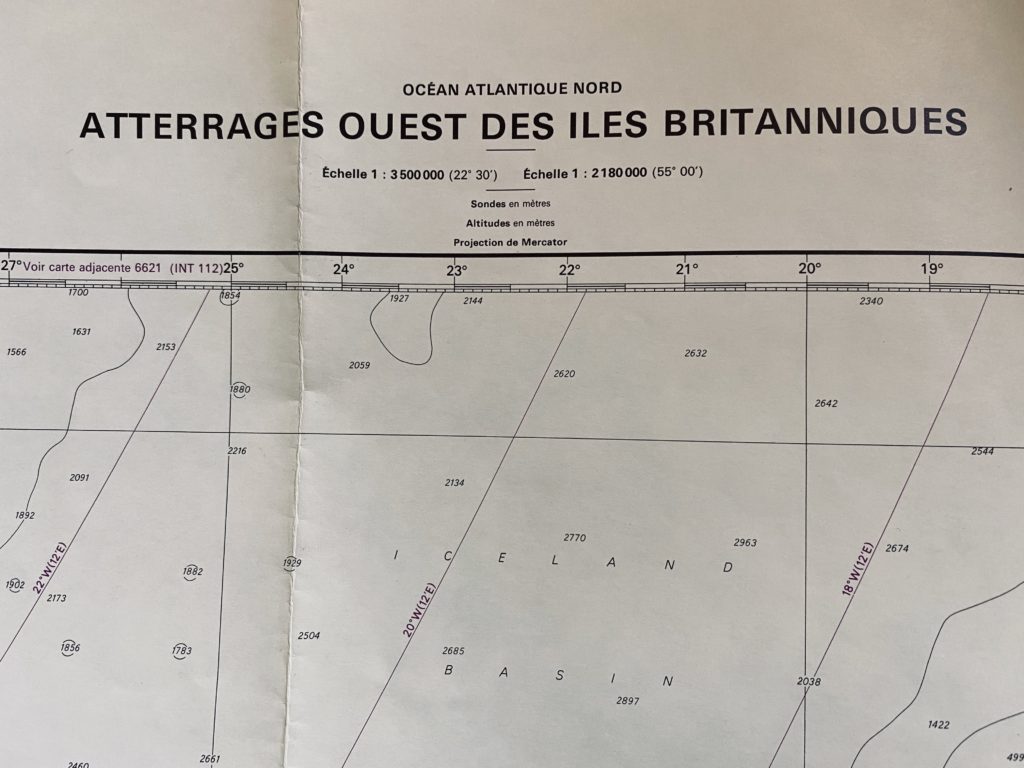 OCÉAN ATLANTIQUE NORD
ATTERRAGES OUEST DES ILES BRITANNIQUES
Échelle 1 : 3 500 000 (22° 30′) Échelle 1 : 2 180 000 (55° 00′)
Sondes en mètres
Altitudes en mètres
Projection de Mercator
27° Voir carte adjacente 6621 (INT 112) 25° 24° 23° 22° 21° 20° 19°
1700 1854 1927 2144 2340
1631
1566 2153 2059 2632
2620
1880 2642
2216 2544
2091 2134
1892
2770 2963 2674
I C E L A N D
1902 1882 1929
22°W(12′E) 20°W(12′E) 18°W(12′E)
2173
2504
1856 1783 2685
B A S I N 2038
2897
1422
2460 2661 499